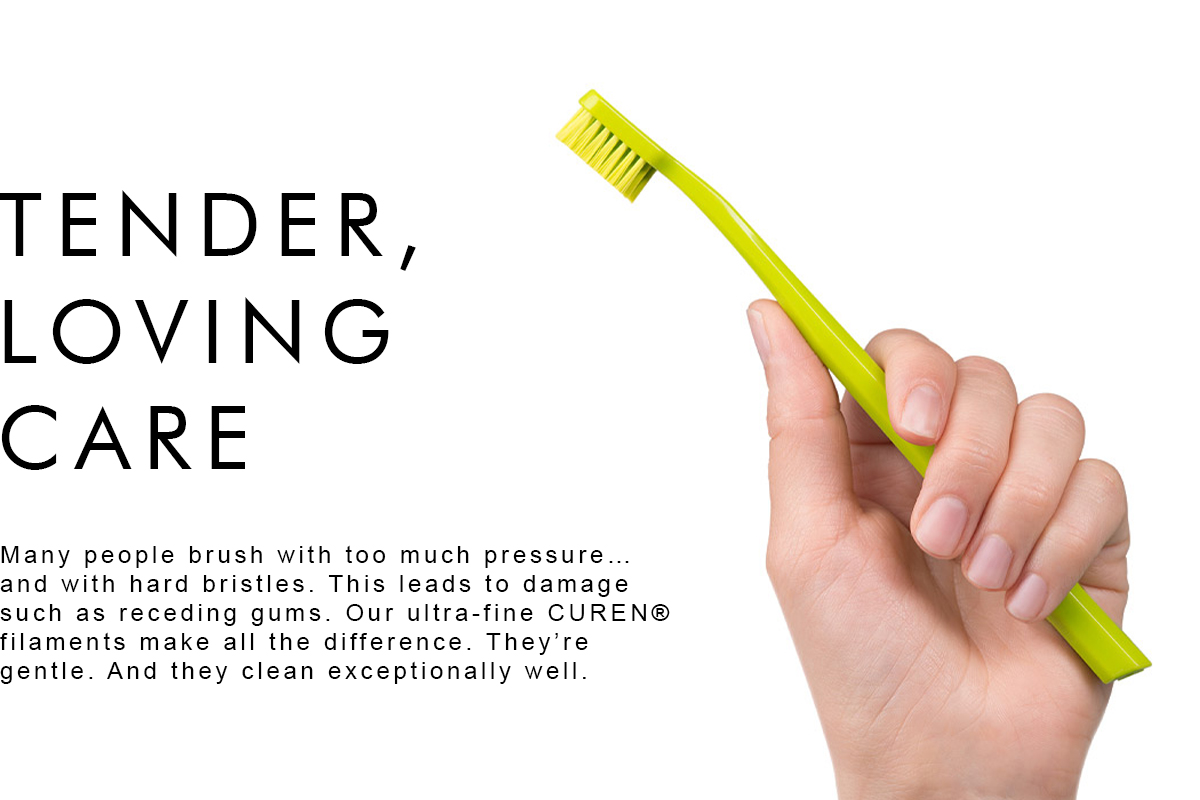 TENDER,
LOVING
CARE
Many people brush with too much pressure...
and with hard bristles. This leads to damage
such as receding gums. Our ultra-fine CUREN®
filaments make all the difference. They’re
gentle. And they clean exceptionally well.